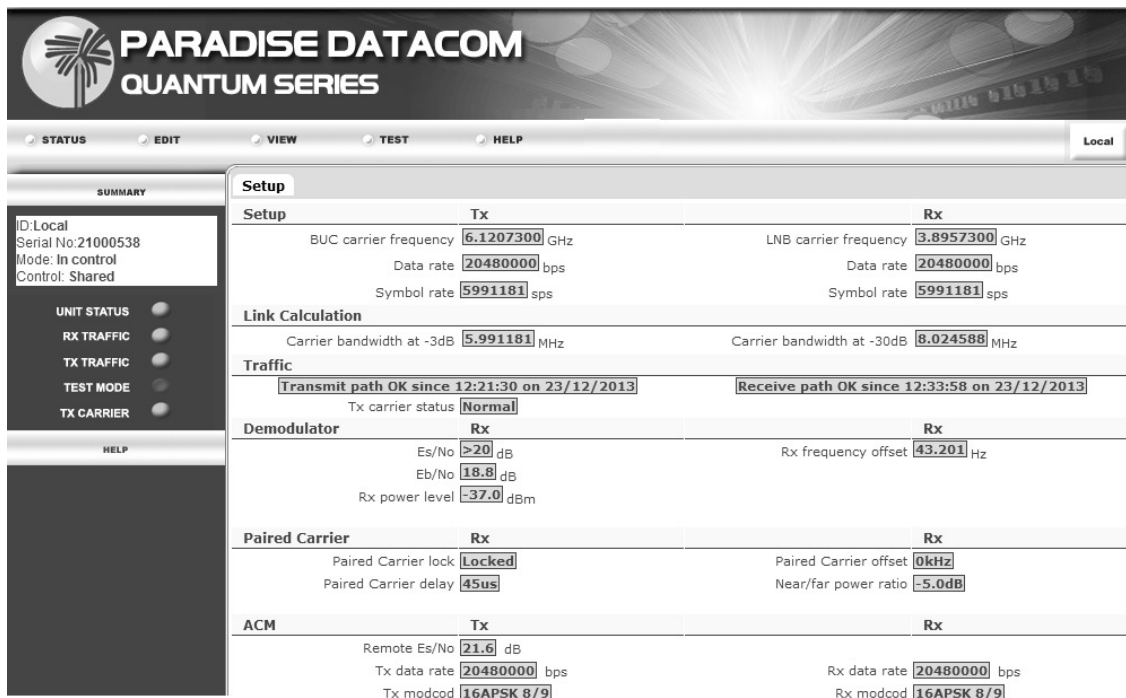 PARADISE DATACOM
QUANTUM SERIES
STATUS EDIT VIEW TEST HELP Local
SUMMARY
ID:Local
Serial No:21000538
Mode: In control
Control: Shared
UNIT STATUS
RX TRAFFIC
TX TRAFFIC
TEST MODE
TX CARRIER
HELP
Setup
Setup Tx Rx
BUC carrier frequency 6.1207300 GHz LNB carrier frequency 3.8957300 GHz
Data rate 20480000 bps Data rate 20480000 bps
Symbol rate 5991181 sps Symbol rate 5991181 sps
Link Calculation
Carrier bandwidth at -3dB 5.991181 MHz Carrier bandwidth at -30dB 8.024588 MHz
Traffic
Transmit path OK since 12:21:30 on 23/12/2013 Receive path OK since 12:33:58 on 23/12/2013
Tx carrier status Normal
Demodulator Rx Rx
Es/No >20 dB Rx frequency offset 43.201 Hz
Eb/No 18.8 dB
Rx power level -37.0 dBm
Paired Carrier Rx Rx
Paired Carrier lock Locked Paired Carrier offset 0kHz
Paired Carrier delay 45us Near/far power ratio -5.0dB
ACM Tx Rx
Remote Es/No 21.6 dB
Tx data rate 20480000 bps Rx data rate 20480000 bps
Tx modcod 16APSK 8/9 Rx modcod 16APSK 8/9